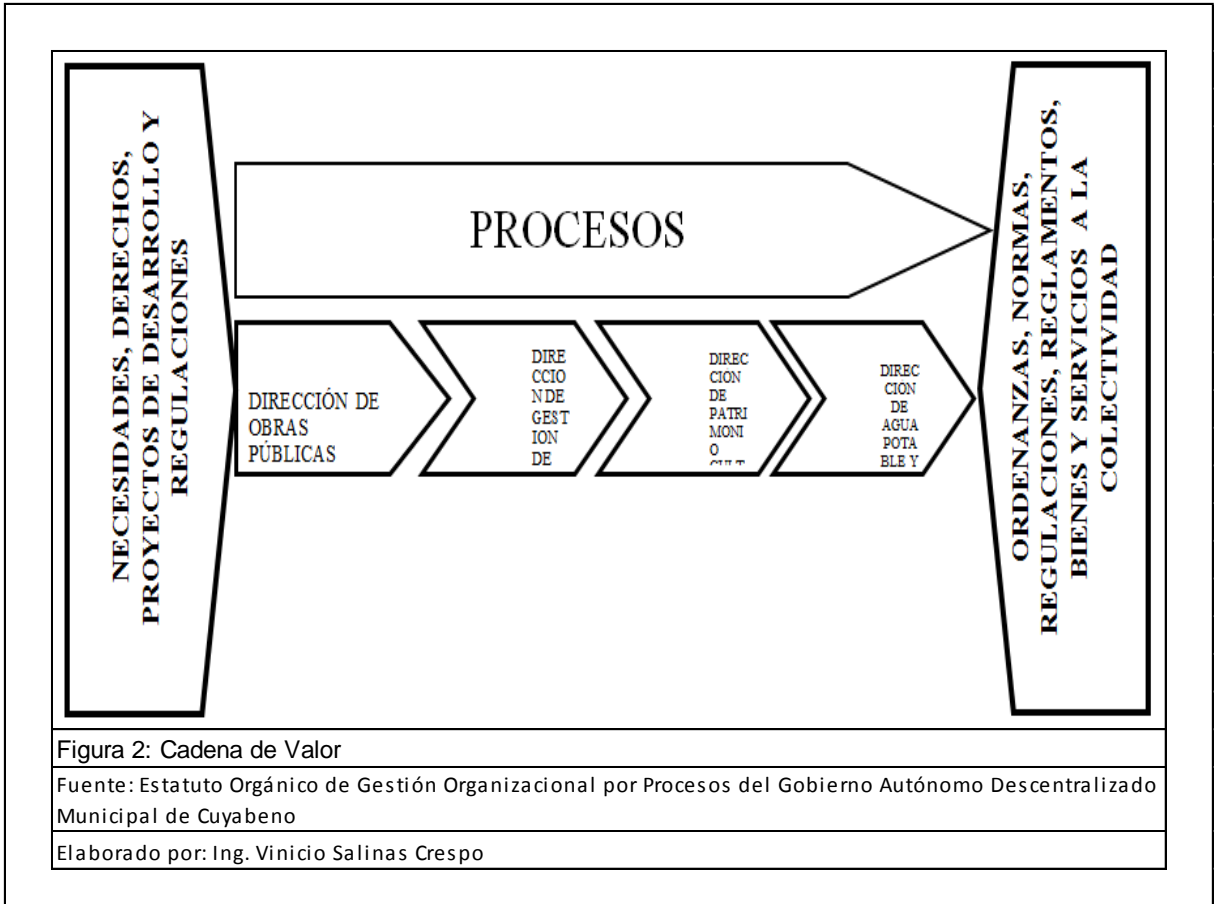 NECESIDADES, DERECHOS,
PROYECTOS DE DESARROLLO Y
REGULACIONES
PROCESOS
DIRECCIÓN DE
OBRAS
PÚBLICAS
DIRE
CCIO
N DE
GEST
ION
DE
DIREC
CION
DE
PATRI
MONI
O
CULT
DIREC
CION
DE
AGUA
POTA
BLE Y
ORDENANZAS, NORMAS,
REGULACIONES, REGLAMENTOS,
BIENES Y SERVICIOS A LA
COLECTIVIDAD
Figura 2: Cadena de Valor
Fuente: Estatuto Orgánico de Gestión Organizacional por Procesos del Gobierno Autónomo Descentralizado
Municipal de Cuyabeno
Elaborado por: Ing. Vinicio Salinas Crespo